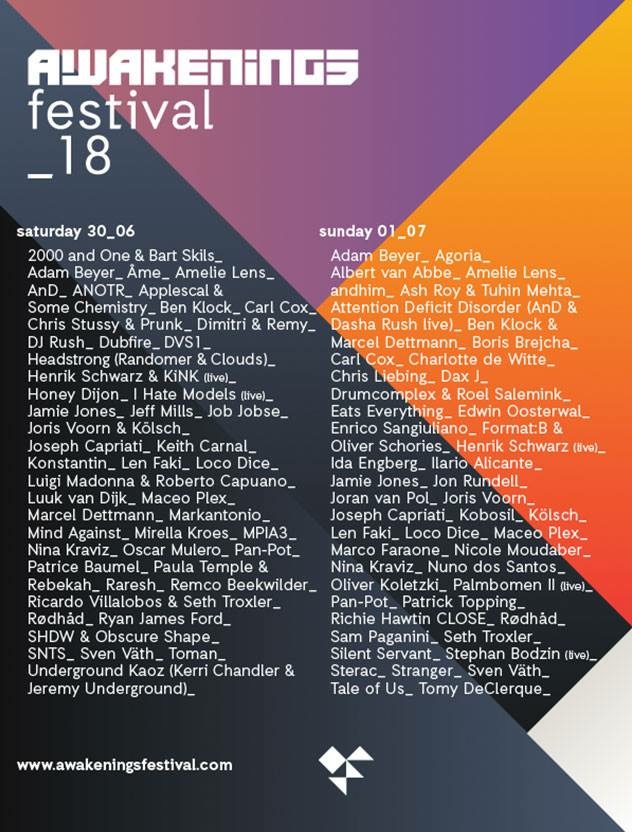 AWAKENINGS
festival
_18
saturday 30_06
2000 and One & Bart Skils_
Adam Beyer_ Âme_ Amelie Lens_
AnD_ ANOTR_ Applescal &
Some Chemistry_ Ben Klock_ Carl Cox_
Chris Stussy & Prunk_ Dimitri & Remy_
DJ Rush_ Dubfire_ DVS1_
Headstrong (Randomer & Clouds)_
Henrik Schwarz & KiNK (live)_
Honey Dijon_ I Hate Models (live)_
Jamie Jones_ Jeff Mills_ Job Jobse_
Joris Voorn & Kölsch_
Joseph Capriati_ Keith Carnal_
Konstantin_ Len Faki_ Loco Dice_
Luigi Madonna & Roberto Capuano_
Luuk van Dijk_ Maceo Plex_
Marcel Dettmann_ Markantonio_
Mind Against_ Mirella Kroes_ MPIA3_
Nina Kraviz_ Oscar Mulero_ Pan-Pot_
Patrice Baumel_ Paula Temple &
Rebekah_ Raresh_ Remco Beekwilder_
Ricardo Villalobos & Seth Troxler_
Rødhåd_ Ryan James Ford_
SHDW & Obscure Shape_
SNTS_ Sven Väth_ Toman_
Underground Kaoz (Kerri Chandler &
Jeremy Underground)_
sunday 01_07
Adam Beyer_ Agoria_
Albert van Abbe_ Amelie Lens_
andhim_ Ash Roy & Tuhin Mehta_
Attention Deficit Disorder (AnD &
Dasha Rush live)_ Ben Klock &
Marcel Dettmann_ Boris Brejcha_
Carl Cox_ Charlotte de Witte_
Chris Liebing_ Dax J_
Drumcomplex & Roel Salemink_
Eats Everything_ Edwin Oosterwal_
Enrico Sangiuliano_ Format:B &
Oliver Schories_ Henrik Schwarz (live)_
Ida Engberg_ Ilario Alicante_
Jamie Jones_ Jon Rundell_
Joran van Pol_ Joris Voorn_
Joseph Capriati_ Kobosil_ Kölsch_
Len Faki_ Loco Dice_ Maceo Plex_
Marco Faraone_ Nicole Moudaber_
Nina Kraviz_ Nuno dos Santos_
Oliver Koletzki_ Palmbomen II (live)_
Pan-Pot_ Patrick Topping_
Richie Hawtin CLOSE_ Rødhåd_
Sam Paganini_ Seth Troxler_
Silent Servant_ Stephan Bodzin (live)_
Sterac_ Stranger_ Sven Väth_
Tale of Us_ Tomy DeClerque_
www.awakeningsfestival.com